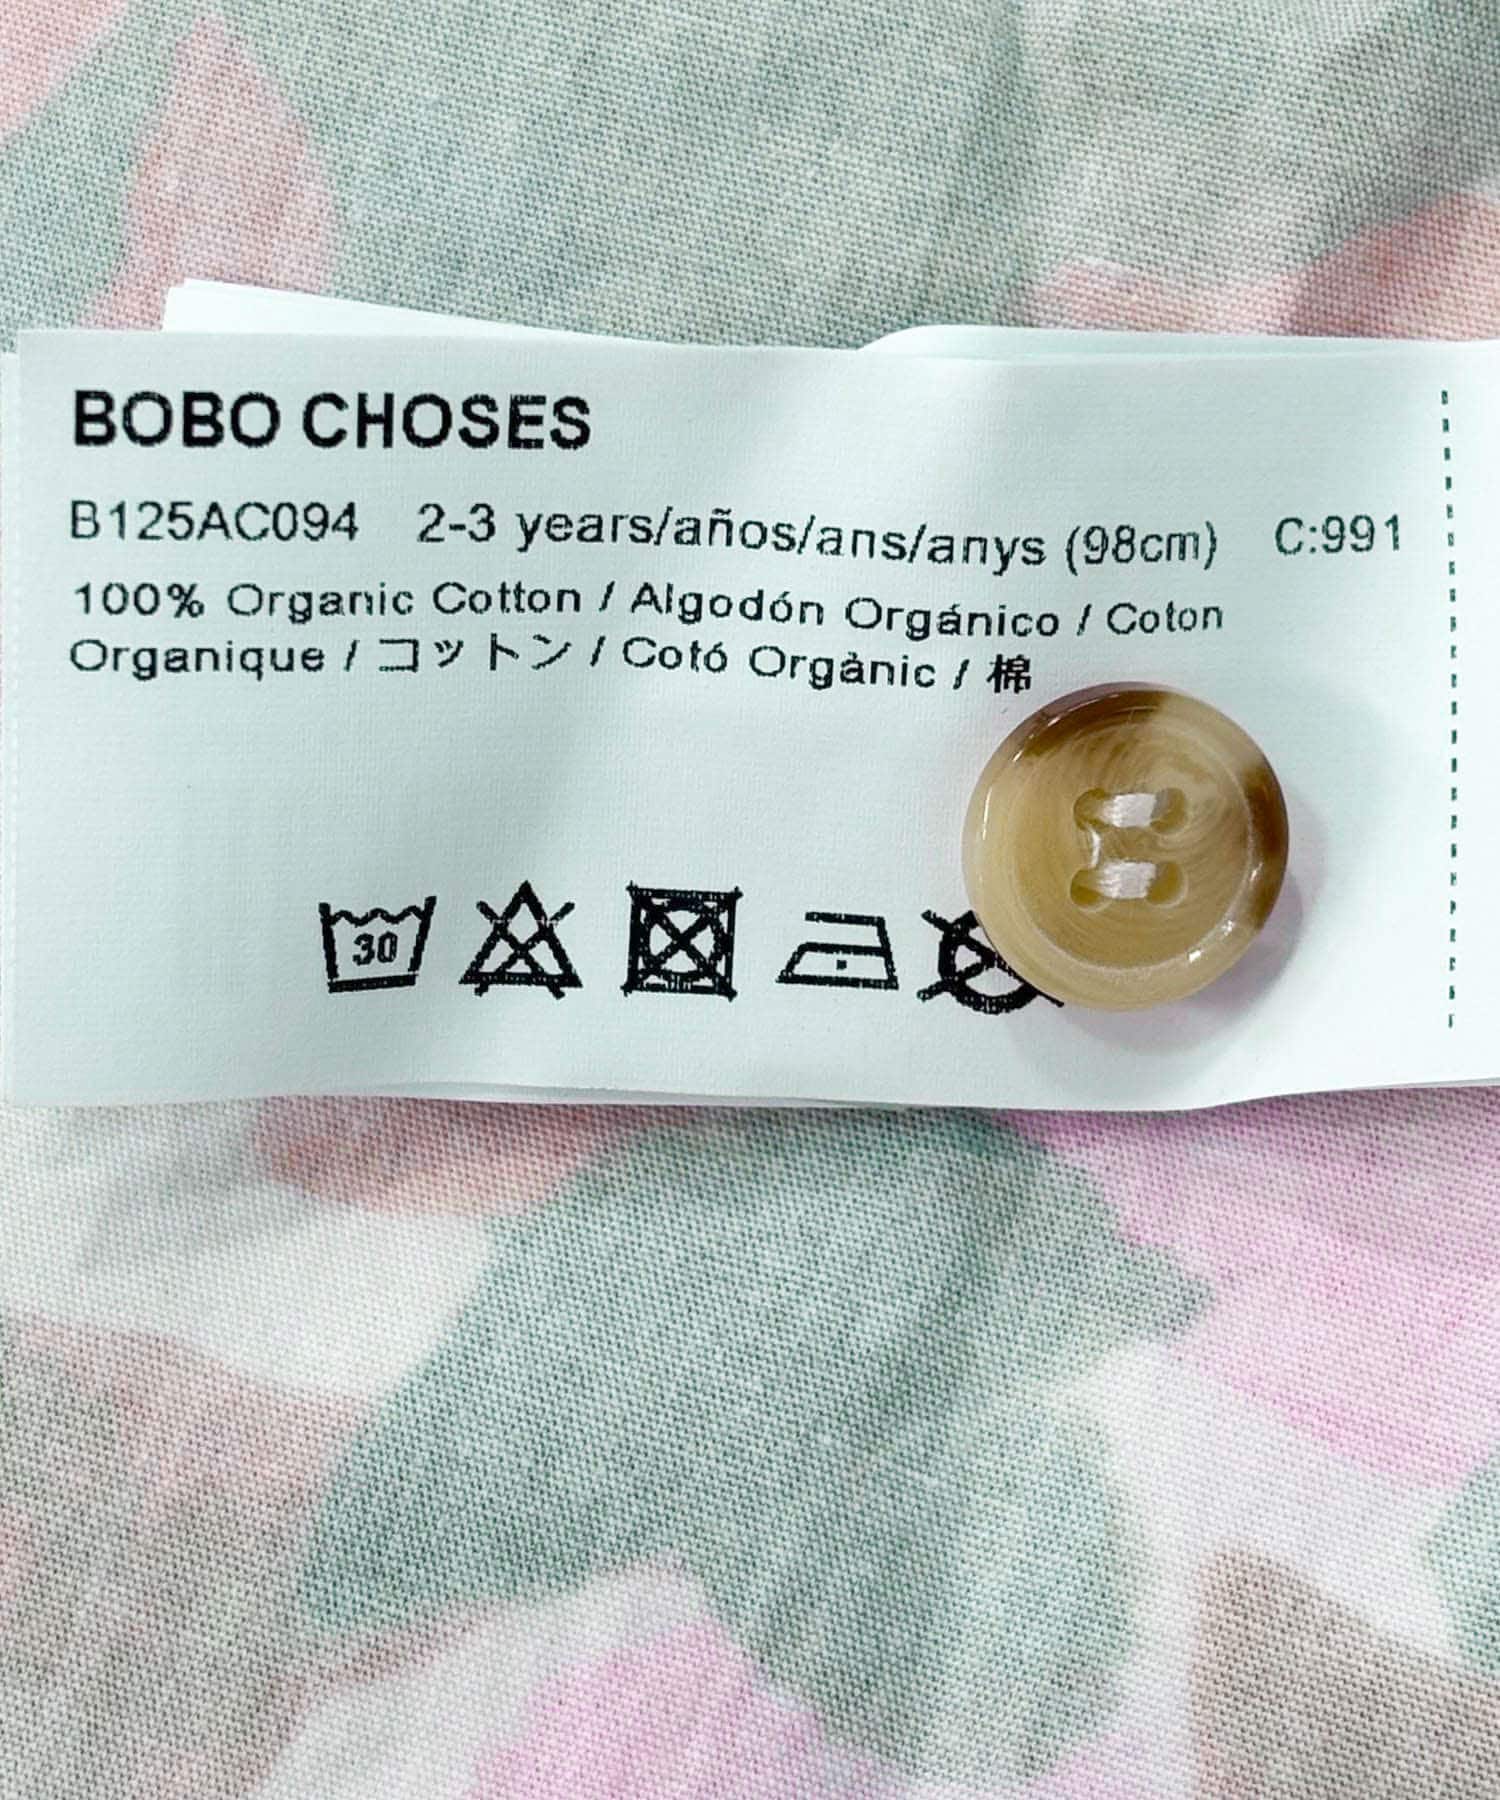 BOBO CHOSES
B125AC094 2-3 years/años/ans/anys (98cm) C:991
100% Organic Cotton / Algodón Orgánico / Coton
Organique / コットン / Cotó Orgànic / 棉
30